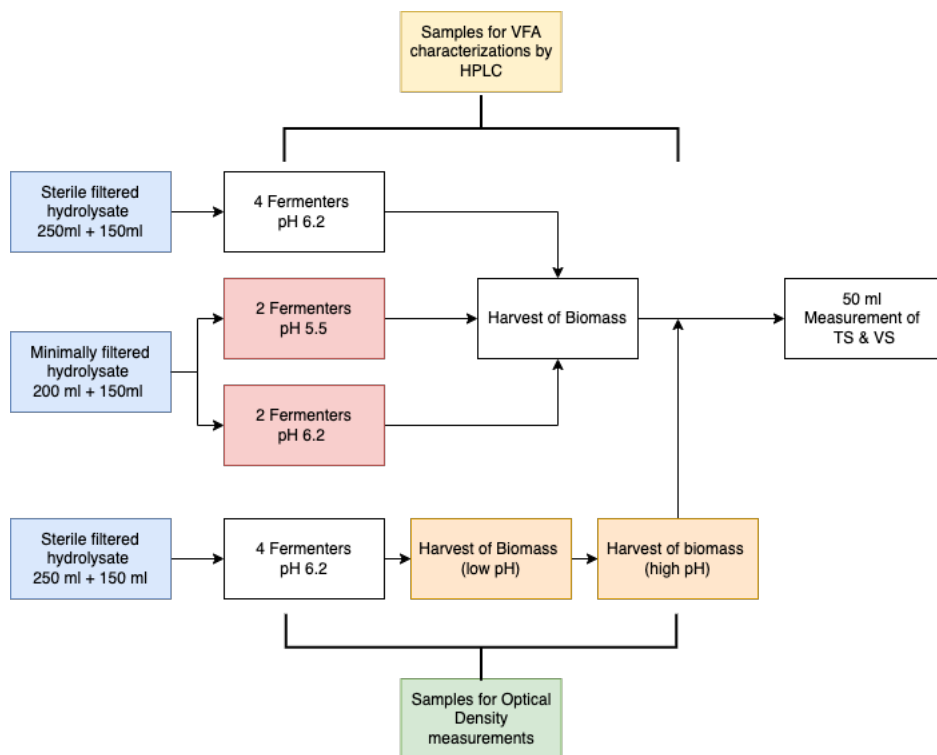 Samples for VFA
characterizations by
HPLC
Sterile filtered
hydrolysate
250ml + 150ml
4 Fermenters
pH 6.2
2 Fermenters
pH 5.5
Harvest of Biomass
50 ml
Measurement of
TS & VS
Minimally filtered
hydrolysate
200 ml + 150ml
2 Fermenters
pH 6.2
Sterile filtered
hydrolysate
250 ml + 150 ml
4 Fermenters
pH 6.2
Harvest of Biomass
(low pH)
Harvest of biomass
(high pH)
Samples for Optical
Density
measurements